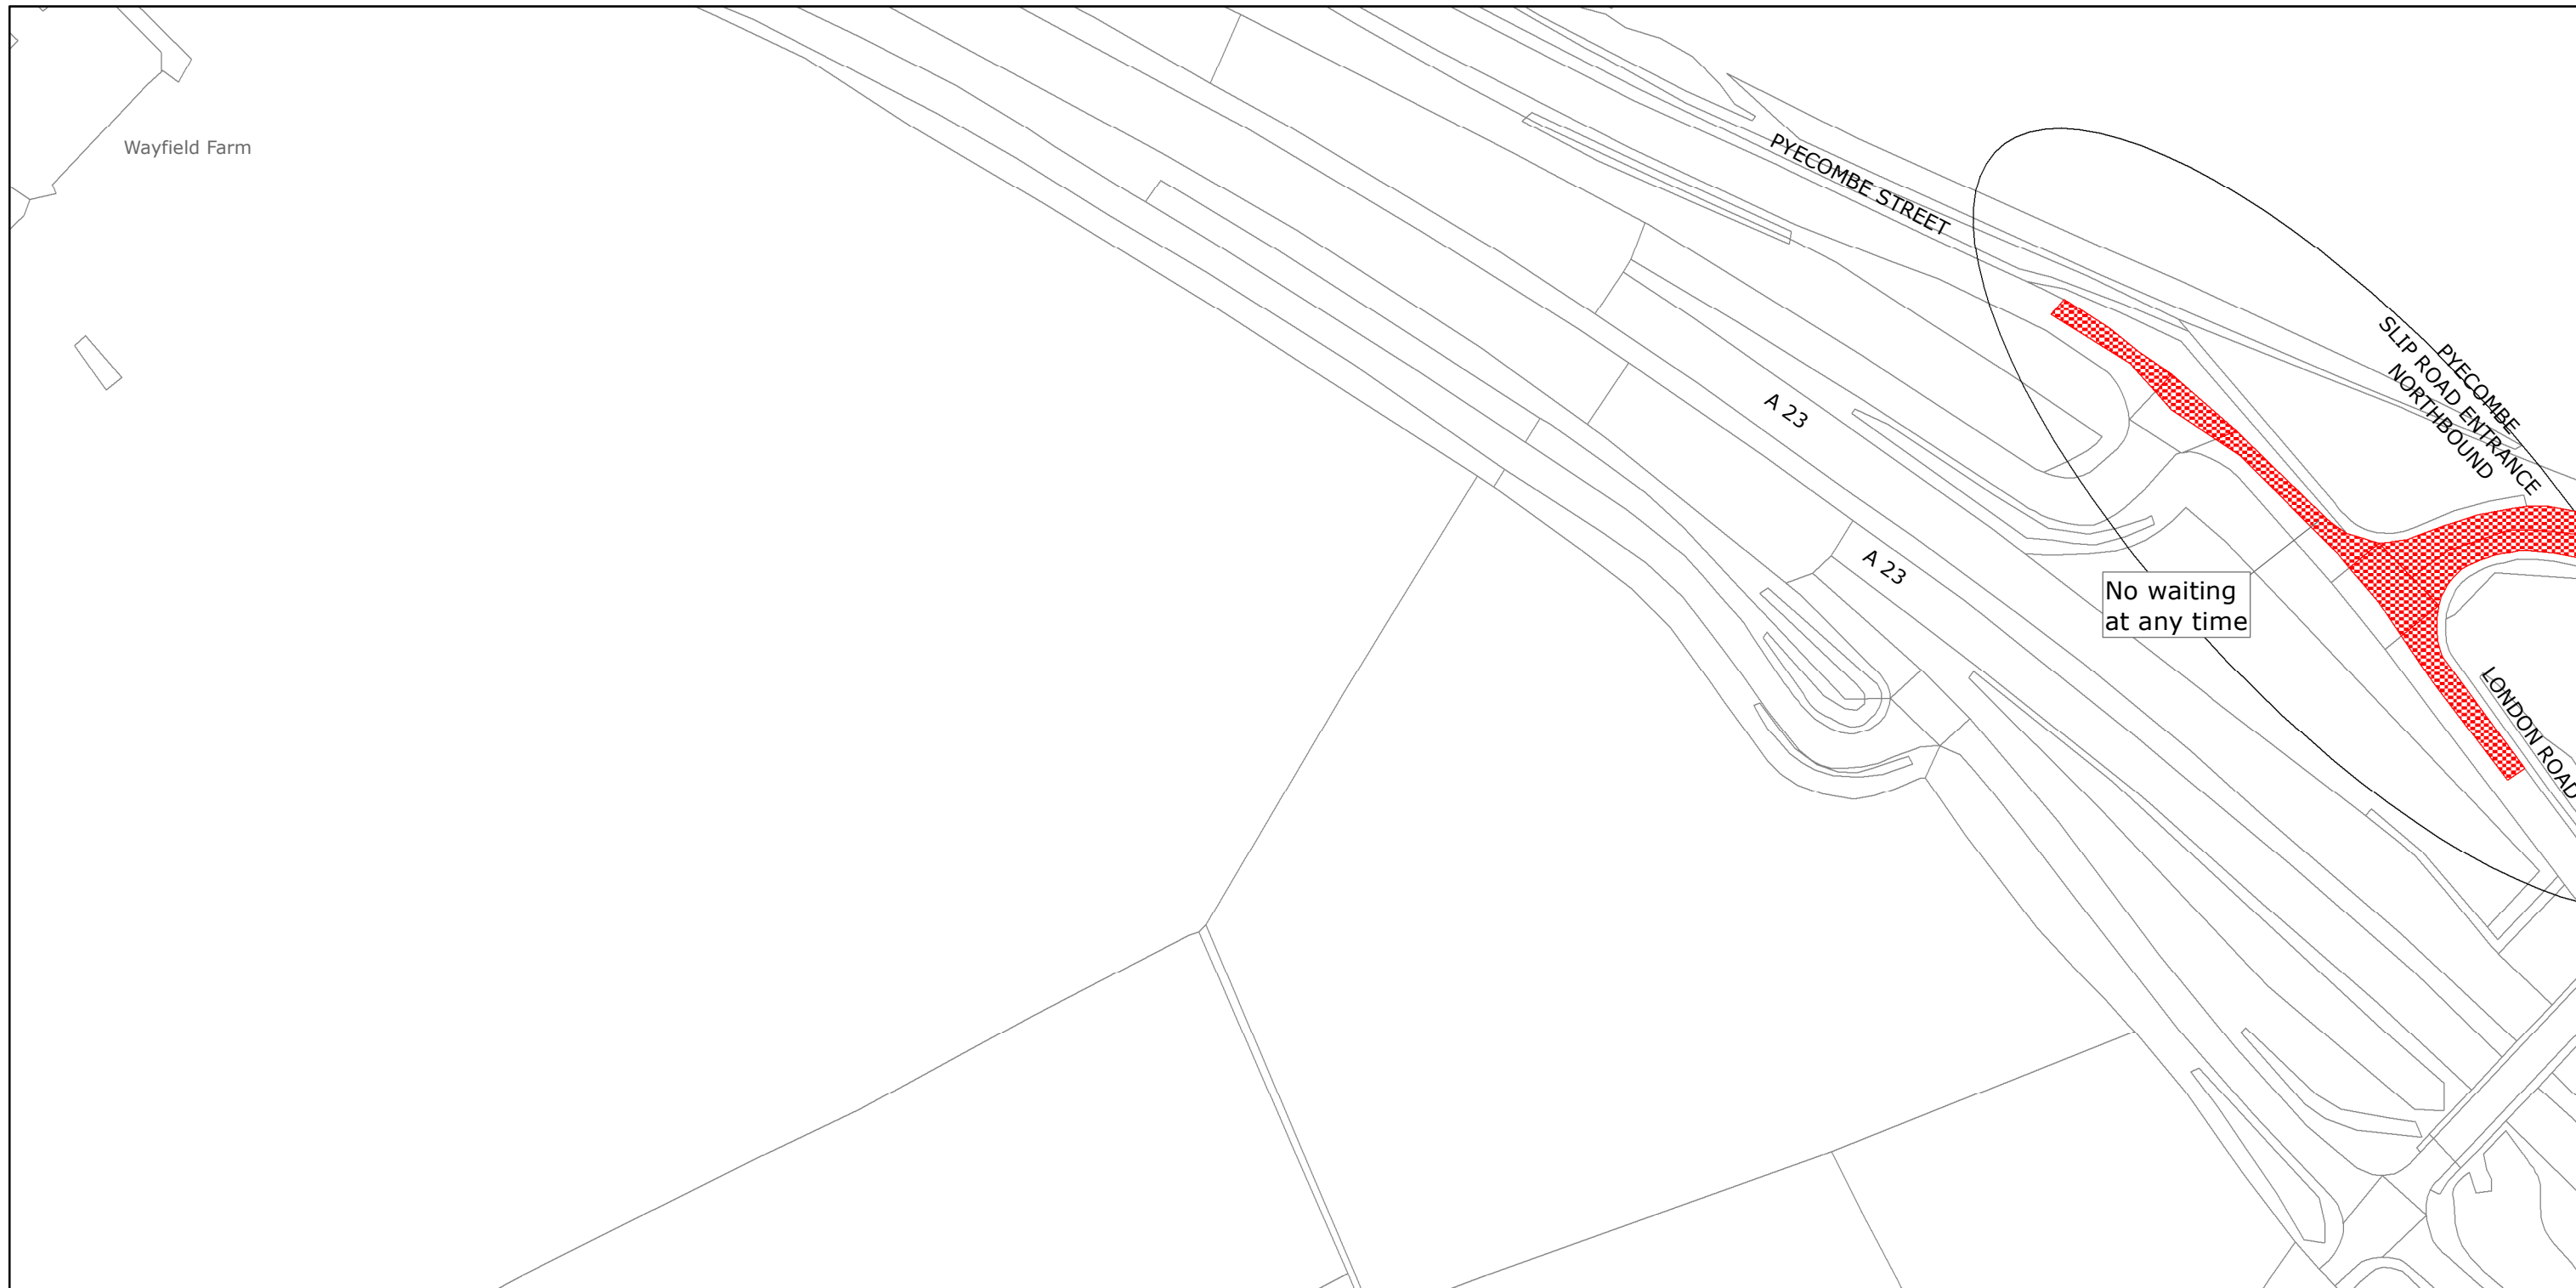 Wayfield Farm
PYECOMBE STREET
PYECOMBE
SLIP ROAD ENTRANCE
NORTHBOUND
A 23
A 23
No waiting
at any time
LONDON ROAD